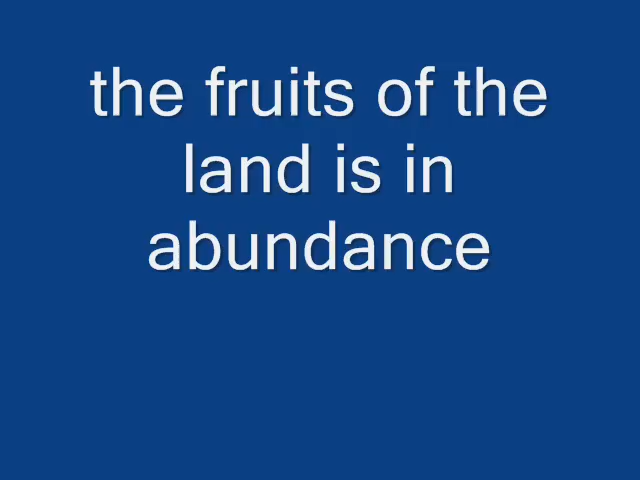 the fruits of the
land is in
abundance